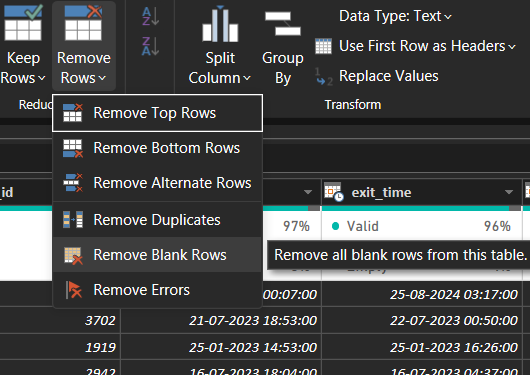 Keep
Rows
Remove
Rows
A
Z
Z
A
Split
Column
Group
By
Data Type: Text
Use First Row as Headers
1
2
Replace Values
Reduc
Transform
Remove Top Rows
Remove Bottom Rows
Remove Alternate Rows
Remove Duplicates
Remove Blank Rows
Remove Errors
_id
exit_time
97%
Valid
96%
Remove all blank rows from this table.
00:07:00
25-08-2024 03:17:00
3702
21-07-2023 18:53:00
22-07-2023 00:50:00
1919
25-01-2023 14:53:00
25-01-2023 16:26:00
2942
16-07-2023 18:04:00
16-07-2023 04:37:00